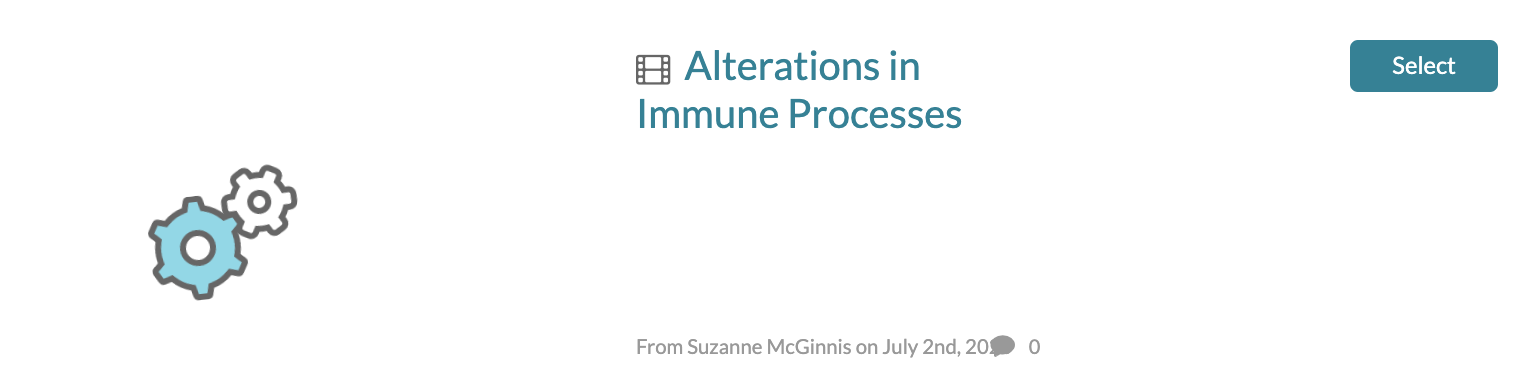 Alterations in
Immune Processes
Select
From Suzanne McGinnis on July 2nd,
0